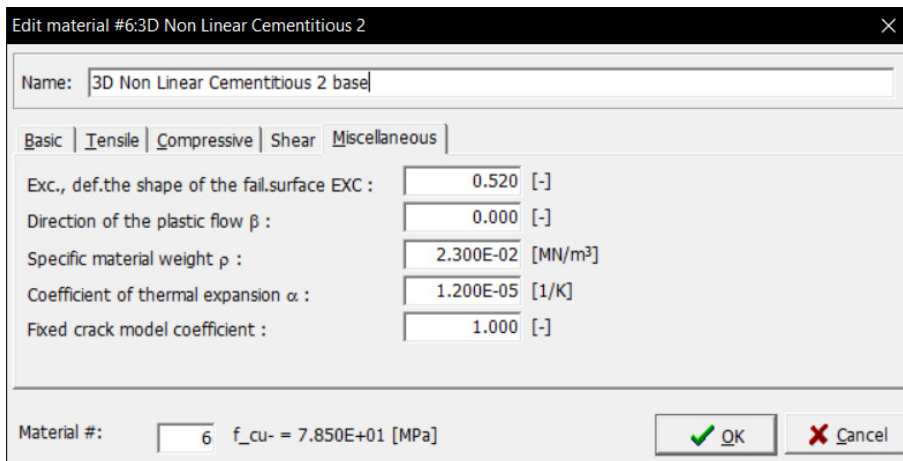 Edit material #6:3D Non Linear Cementitious 2
Name: 3D Non Linear Cementitious 2 base
Basic Tensile Compressive Shear Miscellaneous
Exc., def.the shape of the fail.surface EXC : 0.520 [-]
Direction of the plastic flow β : 0.000 [-]
Specific material weight ρ : 2.300E-02 [MN/m³]
Coefficient of thermal expansion α : 1.200E-05 [1/K]
Fixed crack model coefficient : 1.000 [-]
Material #: 6 f_cu- = 7.850E+01 [MPa] OK Cancel